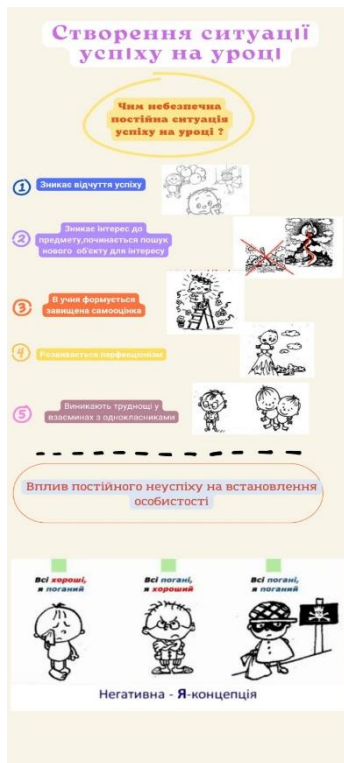 Створення ситуації
успіху на уроці
Чим небезпечна
постійна ситуація
успіху на уроці ?
1 Зникає відчуття успіху
2 Зникає інтерес до
предмету,починається пошук
нового об'єкту для інтересу
3 В учня формується
завищена самооцінка
4 Розвивається перфекціонізм
5 Виникають труднощі у
взаєминах з однокласниками
Вплив постійного неуспіху на встановлення
особистості
Всі хороші,
я поганий
Всі погані,
я хороший
Всі погані,
я поганий
Негативна - Я-концепція